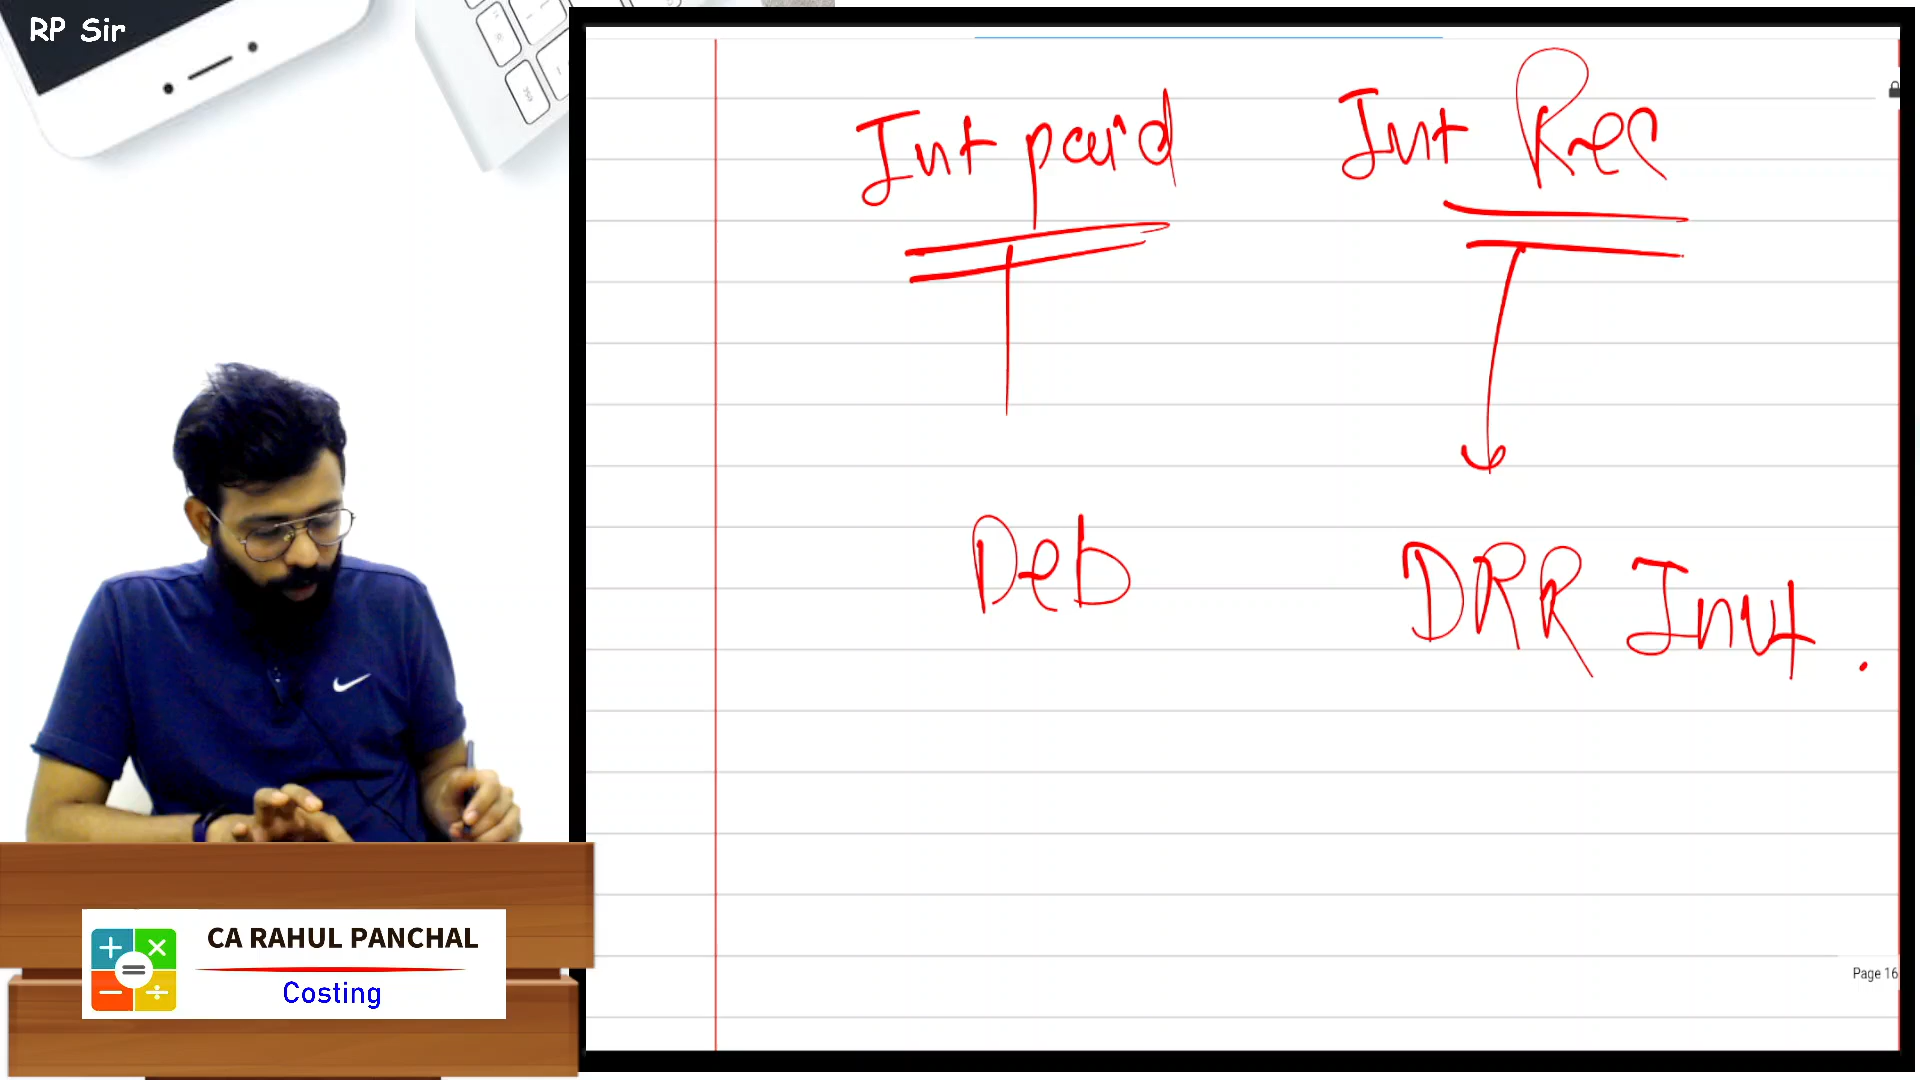 RP Sir
Int paid
Int Rec
Deb
DRR Invt.
CA RAHUL PANCHAL
Costing
Page 16